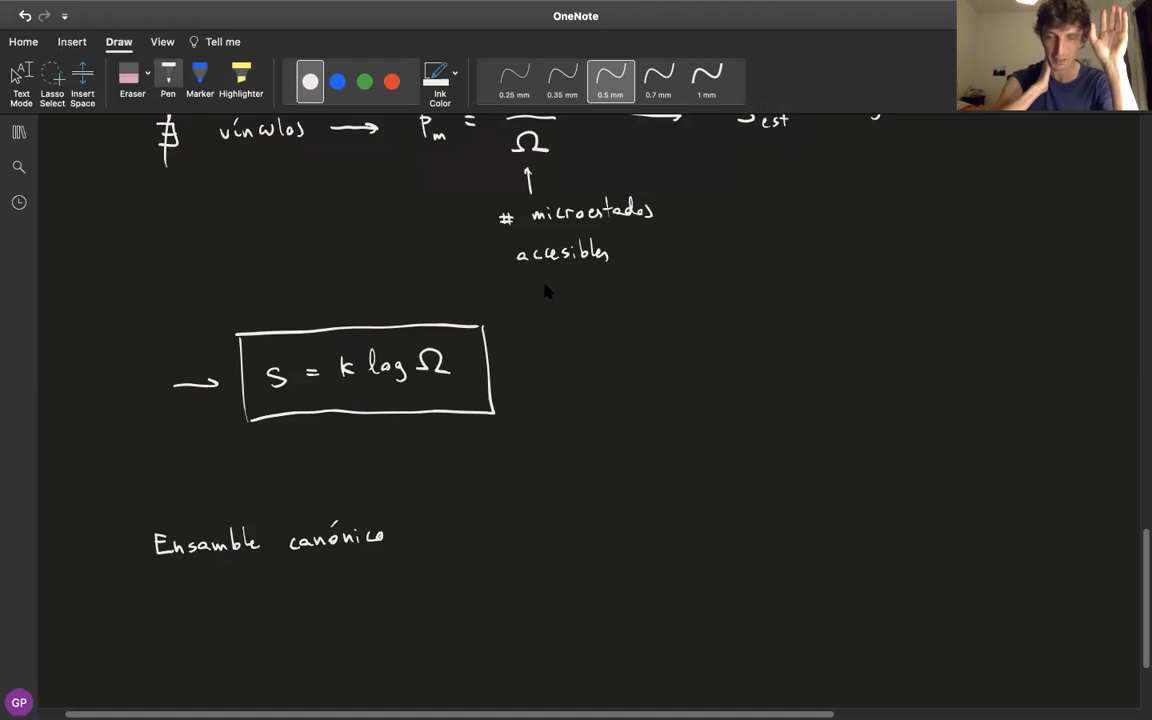 OneNote
Home Insert Draw View Tell me
Text Mode Lasso Select Insert Space Eraser Pen Marker Highlighter Ink Color 0.25 mm 0.35 mm 0.5 mm 0.7 mm 1 mm
∄ vínculos → Pm = — Ω → Sest
↑
# microestados
accesibles
→ S = k log Ω
Ensamble canónico
GP